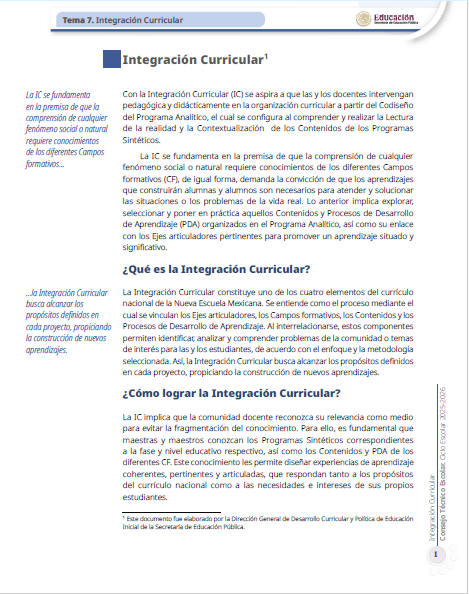 Tema 7. Integración Curricular
Educación
Secretaría de Educación Pública
Integración Curricular¹
La IC se fundamenta
en la premisa de que la
comprensión de cualquier
fenómeno social o natural
requiere conocimientos
de los diferentes Campos
formativos...
Con la Integración Curricular (IC) se aspira a que las y los docentes intervengan
pedagógica y didácticamente en la organización curricular a partir del Codiseño
del Programa Analítico, el cual se configura al comprender y realizar la Lectura
de la realidad y la Contextualización de los Contenidos de los Programas
Sintéticos.
La IC se fundamenta en la premisa de que la comprensión de cualquier
fenómeno social o natural requiere conocimientos de los diferentes Campos
formativos (CF), de igual forma, demanda la convicción de que los aprendizajes
que construirán alumnas y alumnos son necesarios para atender y solucionar
las situaciones o los problemas de la vida real. Lo anterior implica explorar,
seleccionar y poner en práctica aquellos Contenidos y Procesos de Desarrollo
de Aprendizaje (PDA) organizados en el Programa Analítico, así como su enlace
con los Ejes articuladores pertinentes para promover un aprendizaje situado y
significativo.
¿Qué es la Integración Curricular?
...la Integración Curricular
busca alcanzar los
propósitos definidos en
cada proyecto, propiciando
la construcción de nuevos
aprendizajes.
La Integración Curricular constituye uno de los cuatro elementos del currículo
nacional de la Nueva Escuela Mexicana. Se entiende como el proceso mediante el
cual se vinculan los Ejes articuladores, los Campos formativos, los Contenidos y los
Procesos de Desarrollo de Aprendizaje. Al interrelacionarse, estos componentes
permiten identificar, analizar y comprender problemas de la comunidad o temas
de interés para las y los estudiantes, de acuerdo con el enfoque y la metodología
seleccionada. Así, la Integración Curricular busca alcanzar los propósitos definidos
en cada proyecto, propiciando la construcción de nuevos aprendizajes.
¿Cómo lograr la Integración Curricular?
La IC implica que la comunidad docente reconozca su relevancia como medio
para evitar la fragmentación del conocimiento. Para ello, es fundamental que
maestras y maestros conozcan los Programas Sintéticos correspondientes
a la fase y nivel educativo respectivo, así como los Contenidos y PDA de los
diferentes CF. Este conocimiento les permite diseñar experiencias de aprendizaje
coherentes, pertinentes y articuladas, que respondan tanto a los propósitos
del currículo nacional como a las necesidades e intereses de sus propios
estudiantes.
¹ Este documento fue elaborado por la Dirección General de Desarrollo Curricular y Política de Educación
Inicial de la Secretaría de Educación Pública.
Integración Curricular
Consejo Técnico Escolar. Ciclo Escolar 2025-2026
1